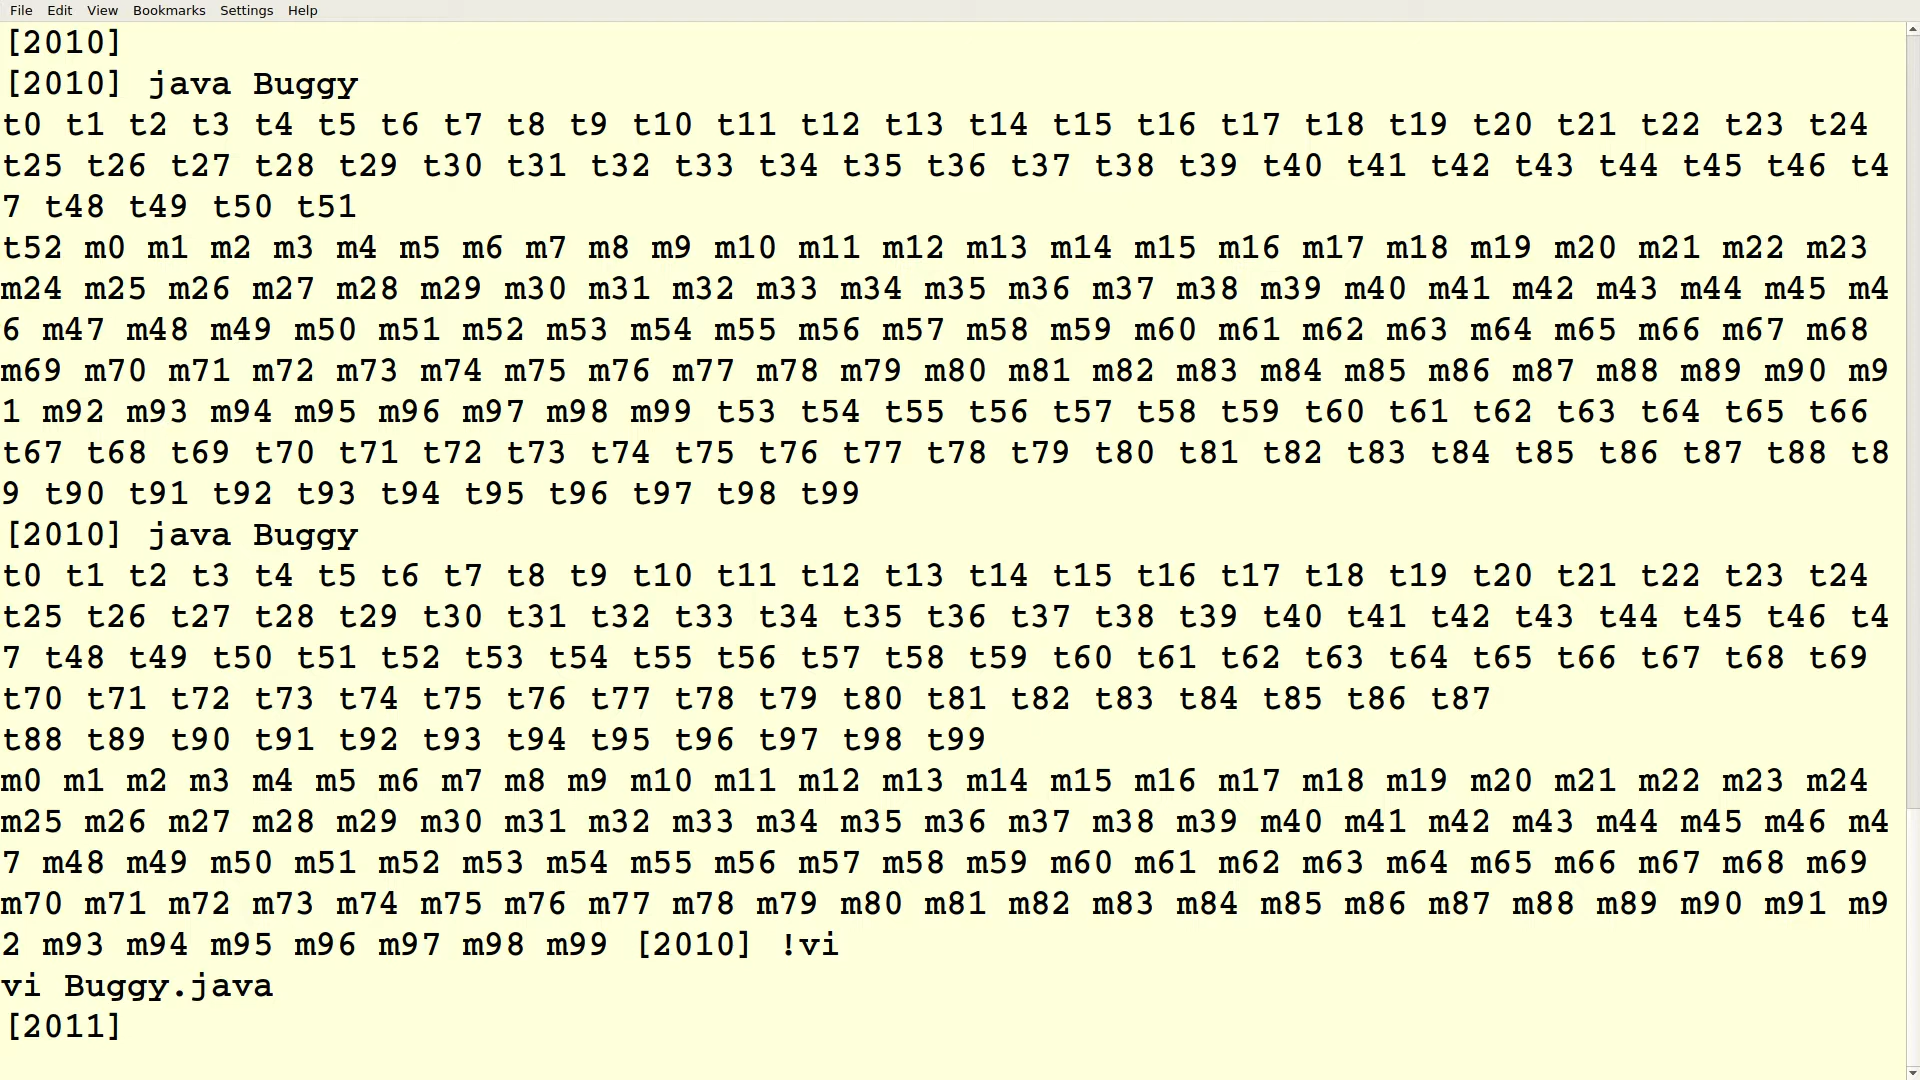 File Edit View Bookmarks Settings Help
[2010]
[2010] java Buggy
t0 t1 t2 t3 t4 t5 t6 t7 t8 t9 t10 t11 t12 t13 t14 t15 t16 t17 t18 t19 t20 t21 t22 t23 t24
t25 t26 t27 t28 t29 t30 t31 t32 t33 t34 t35 t36 t37 t38 t39 t40 t41 t42 t43 t44 t45 t46 t4
7 t48 t49 t50 t51
t52 m0 m1 m2 m3 m4 m5 m6 m7 m8 m9 m10 m11 m12 m13 m14 m15 m16 m17 m18 m19 m20 m21 m22 m23
m24 m25 m26 m27 m28 m29 m30 m31 m32 m33 m34 m35 m36 m37 m38 m39 m40 m41 m42 m43 m44 m45 m4
6 m47 m48 m49 m50 m51 m52 m53 m54 m55 m56 m57 m58 m59 m60 m61 m62 m63 m64 m65 m66 m67 m68
m69 m70 m71 m72 m73 m74 m75 m76 m77 m78 m79 m80 m81 m82 m83 m84 m85 m86 m87 m88 m89 m90 m9
1 m92 m93 m94 m95 m96 m97 m98 m99 t53 t54 t55 t56 t57 t58 t59 t60 t61 t62 t63 t64 t65 t66
t67 t68 t69 t70 t71 t72 t73 t74 t75 t76 t77 t78 t79 t80 t81 t82 t83 t84 t85 t86 t87 t88 t8
9 t90 t91 t92 t93 t94 t95 t96 t97 t98 t99
[2010] java Buggy
t0 t1 t2 t3 t4 t5 t6 t7 t8 t9 t10 t11 t12 t13 t14 t15 t16 t17 t18 t19 t20 t21 t22 t23 t24
t25 t26 t27 t28 t29 t30 t31 t32 t33 t34 t35 t36 t37 t38 t39 t40 t41 t42 t43 t44 t45 t46 t4
7 t48 t49 t50 t51 t52 t53 t54 t55 t56 t57 t58 t59 t60 t61 t62 t63 t64 t65 t66 t67 t68 t69
t70 t71 t72 t73 t74 t75 t76 t77 t78 t79 t80 t81 t82 t83 t84 t85 t86 t87
t88 t89 t90 t91 t92 t93 t94 t95 t96 t97 t98 t99
m0 m1 m2 m3 m4 m5 m6 m7 m8 m9 m10 m11 m12 m13 m14 m15 m16 m17 m18 m19 m20 m21 m22 m23 m24
m25 m26 m27 m28 m29 m30 m31 m32 m33 m34 m35 m36 m37 m38 m39 m40 m41 m42 m43 m44 m45 m46 m4
7 m48 m49 m50 m51 m52 m53 m54 m55 m56 m57 m58 m59 m60 m61 m62 m63 m64 m65 m66 m67 m68 m69
m70 m71 m72 m73 m74 m75 m76 m77 m78 m79 m80 m81 m82 m83 m84 m85 m86 m87 m88 m89 m90 m91 m9
2 m93 m94 m95 m96 m97 m98 m99 [2010] !vi
vi Buggy.java
[2011]